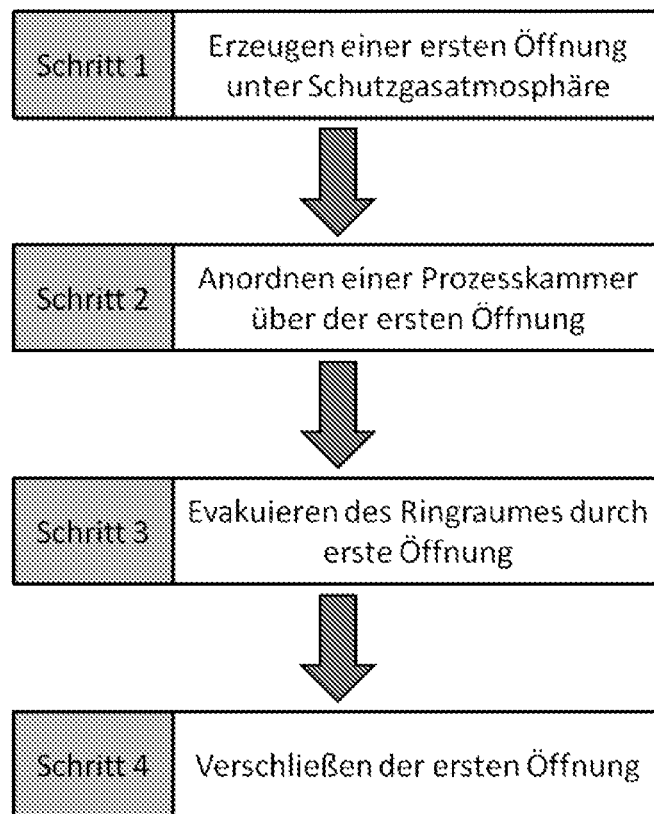 Schritt 1
Erzeugen einer ersten Öffnung
unter Schutzgasatmosphäre
Schritt 2
Anordnen einer Prozesskammer
über der ersten Öffnung
Schritt 3
Evakuieren des Ringraumes durch
erste Öffnung
Schritt 4
Verschließen der ersten Öffnung